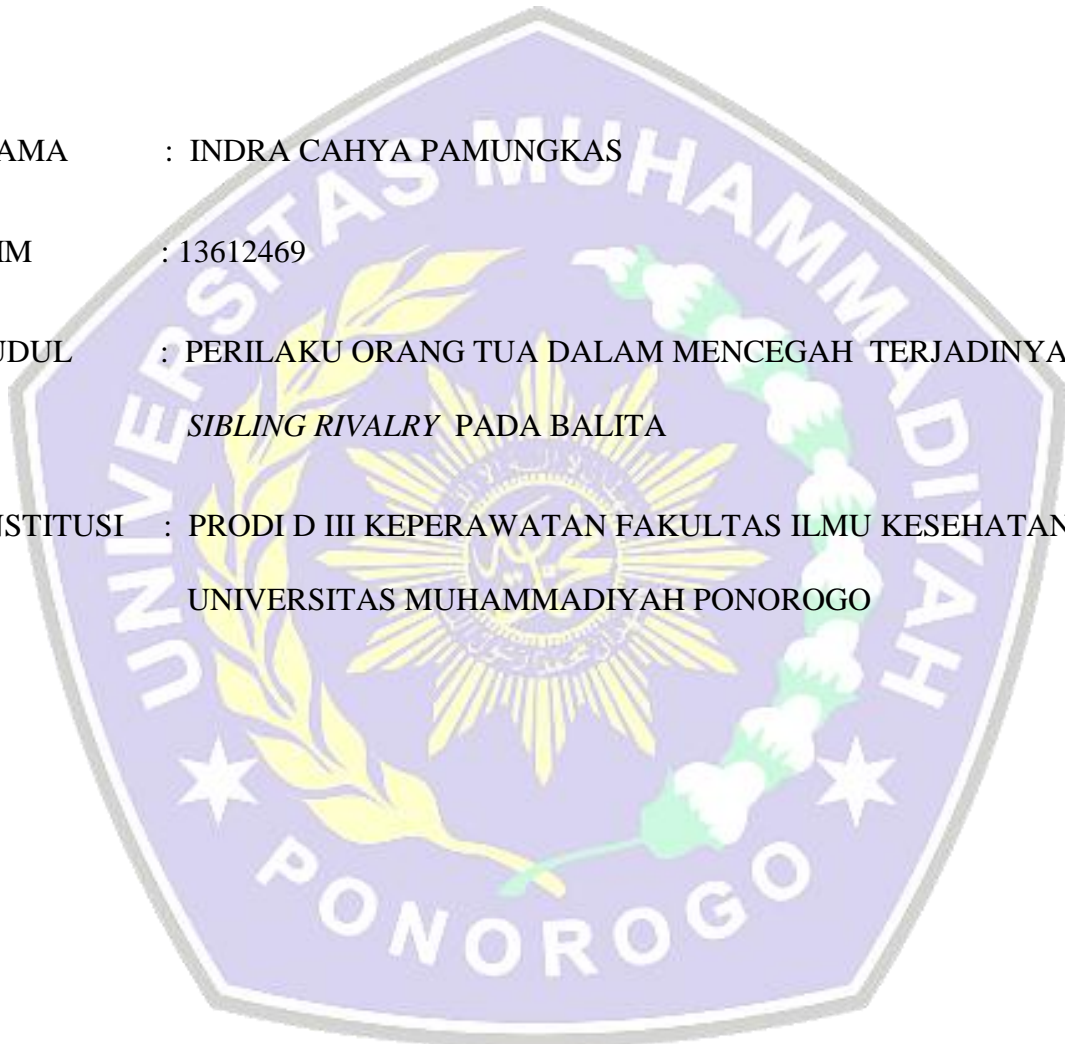 AMA : INDRA CAHYA PAMUNGKAS
IM : 13612469
UDUL : PERILAKU ORANG TUA DALAM MENCEGAH TERJADINYA
SIBLING RIVALRY PADA BALITA
NSTITUSI : PRODI D III KEPERAWATAN FAKULTAS ILMU KESEHATAN
UNIVERSITAS MUHAMMADIYAH PONOROGO
UNIVERSITAS MUHAMMADIYAH
PONOROGO